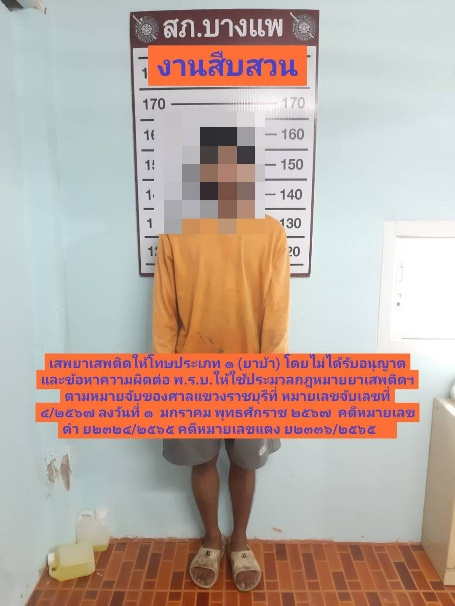 สภ.บางแพ
งานสืบสวน
170 170
160
150
140
130
เสพยาเสพติดให้โทษประเภท ๑ (ยาบ้า) โดยไม่ได้รับอนุญาต
และข้อหาความผิดต่อ พ.ร.บ.ให้ใช้ประมวลกฎหมายยาเสพติดฯ
ตามหมายจับของศาลแขวงราชบุรีที่ หมายเลขจับเลขที่
๔/๒๕๖๗ ลงวันที่ ๑ มกราคม พุทธศักราช ๒๕๖๗ คดีหมายเลข
ดำ ย๒๓๒๔/๒๕๖๕ คดีหมายเลขแดง ย๒๓๓๖/๒๕๖๕